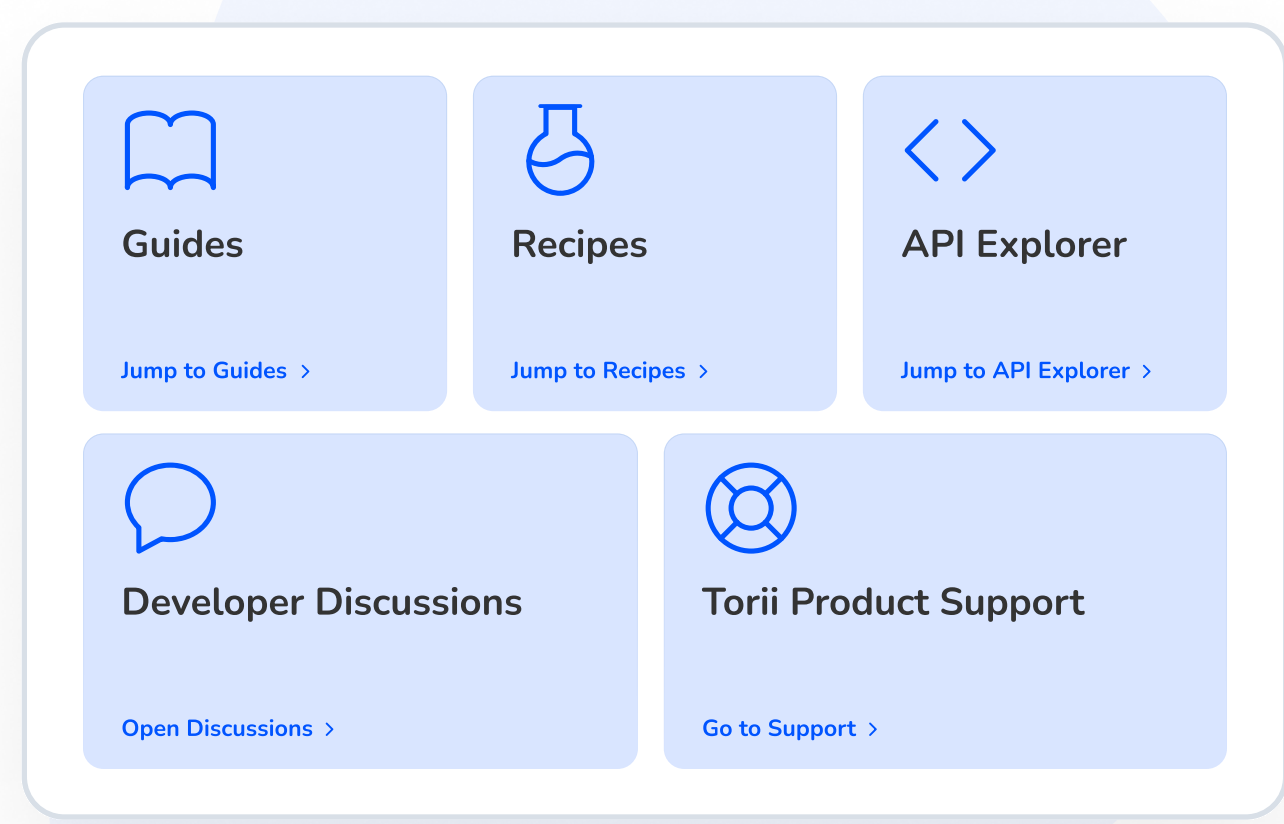 Guides
Recipes
API Explorer
Jump to Guides
Jump to Recipes
Jump to API Explorer
Developer Discussions
Torii Product Support
Open Discussions
Go to Support